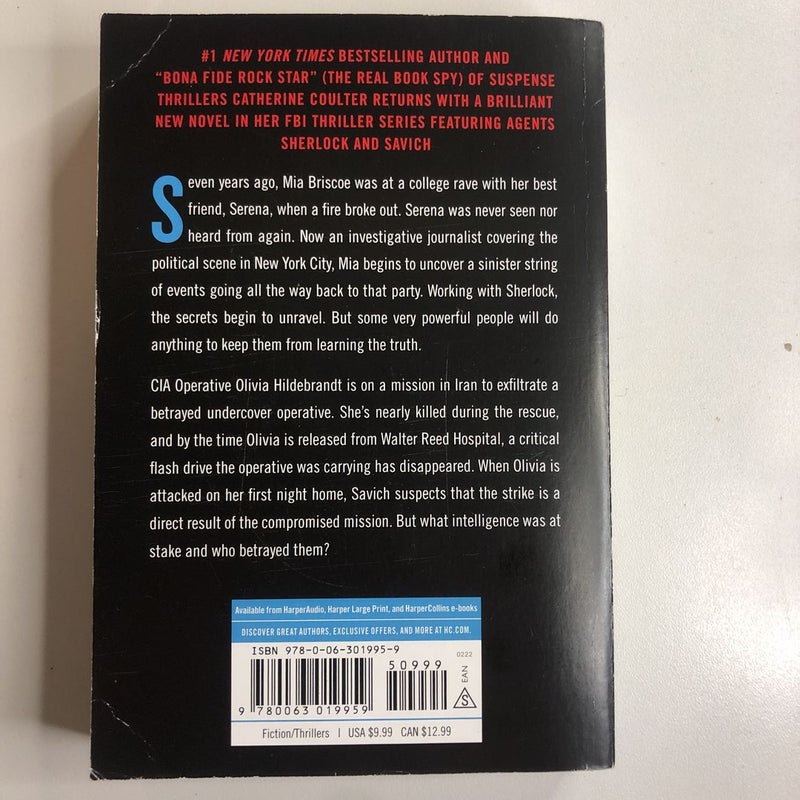 #1 NEW YORK TIMES BESTSELLING AUTHOR AND
“BONA FIDE ROCK STAR” (THE REAL BOOK SPY) OF SUSPENSE
THRILLERS CATHERINE COULTER RETURNS WITH A BRILLIANT
NEW NOVEL IN HER FBI THRILLER SERIES FEATURING AGENTS
SHERLOCK AND SAVICH
Seven years ago, Mia Briscoe was at a college rave with her best
friend, Serena, when a fire broke out. Serena was never seen nor
heard from again. Now an investigative journalist covering the
political scene in New York City, Mia begins to uncover a sinister string
of events going all the way back to that party. Working with Sherlock,
the secrets begin to unravel. But some very powerful people will do
anything to keep them from learning the truth.
CIA Operative Olivia Hildebrandt is on a mission in Iran to exfiltrate a
betrayed undercover operative. She’s nearly killed during the rescue,
and by the time Olivia is released from Walter Reed Hospital, a critical
flash drive the operative was carrying has disappeared. When Olivia is
attacked on her first night home, Savich suspects that the strike is a
direct result of the compromised mission. But what intelligence was at
stake and who betrayed them?
Available from HarperAudio, Harper Large Print, and HarperCollins e-books
DISCOVER GREAT AUTHORS, EXCLUSIVE OFFERS, AND MORE AT HC.COM.
ISBN 978-0-06-301995-9
0222
50999
EAN
S
9 780063 019959
Fiction/Thrillers | USA $9.99 CAN $12.99